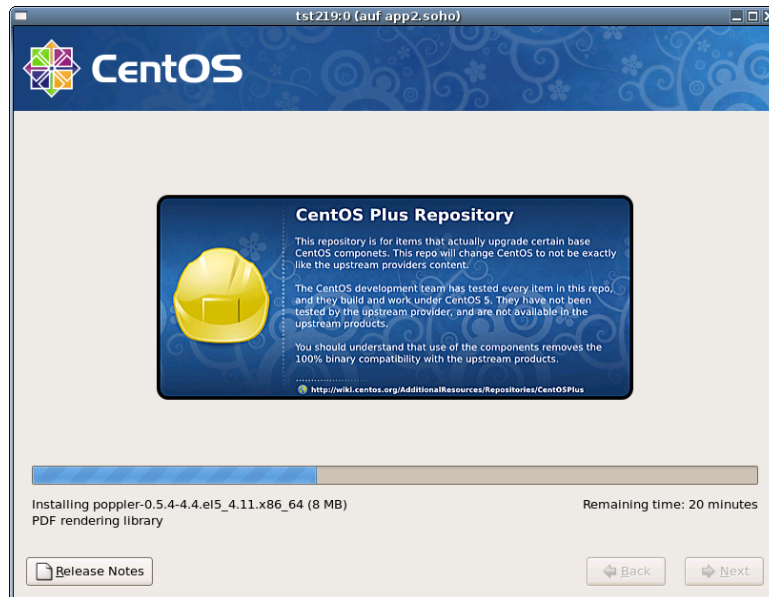 tst219:0 (auf app2.soho)
CentOS
CentOS Plus Repository
This repository is for items that actually upgrade certain base
CentOS componets. This repo will change CentOS to not be exactly
like the upstream providers content.
The CentOS development team has tested every item in this repo,
and they build and work under CentOS 5. They have not been
tested by the upstream provider, and are not available in the
upstream products.
You should understand that use of the components removes the
100% binary compatibility with the upstream products.
http://wiki.centos.org/AdditionalResources/Repositories/CentOSPlus
Installing poppler-0.5.4-4.4.el5_4.11.x86_64 (8 MB)
Remaining time: 20 minutes
PDF rendering library
Release Notes
Back
Next